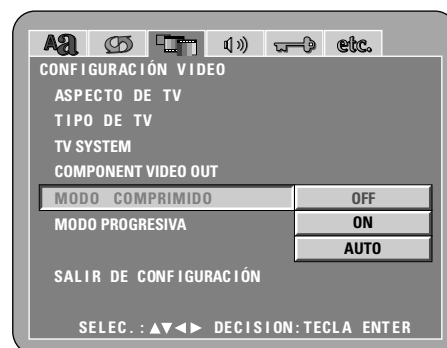 Aa etc.
CONFIGURACIÓN VIDEO
ASPECTO DE TV
TIPO DE TV
TV SYSTEM
COMPONENT VIDEO OUT
MODO COMPRIMIDO OFF
MODO PROGRESIVA ON
AUTO
SALIR DE CONFIGURACIÓN
SELEC.:▲▼◄► DECISION:TECLA ENTER